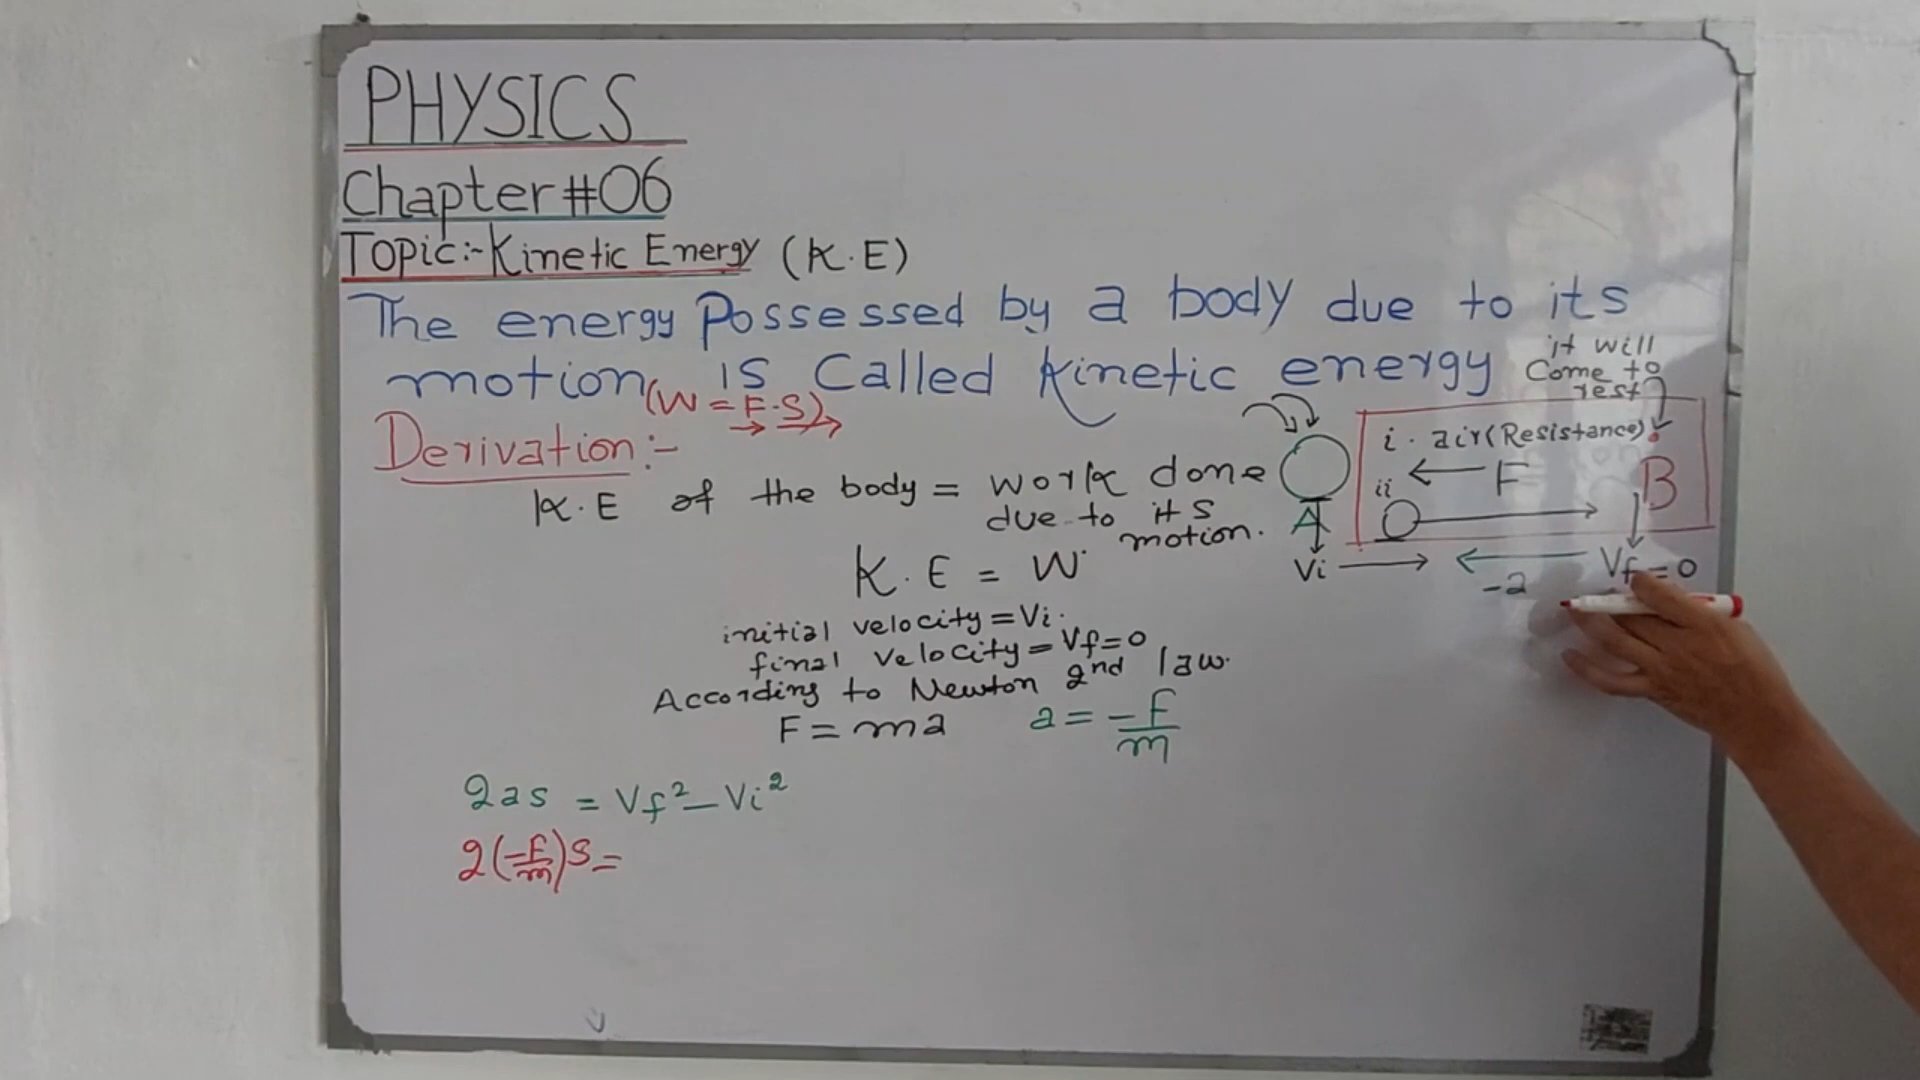 PHYSICS
Chapter #06
Topic:- Kinetic Energy (K.E)
The energy Possessed by a body due to its
motion is Called kinetic energy
it will
Come to
rest
(W = F.S)
Derivation:-
i. air (Resistance)
F
B
ii
K.E of the body = work done
due to its
motion.
A
Vi
-a
Vf = 0
K.E = W
initial velocity = Vi.
final velocity = Vf = 0
According to Newton 2nd law.
F = ma a = -F/m
2as = Vf² - Vi²
2(-F/m)S =